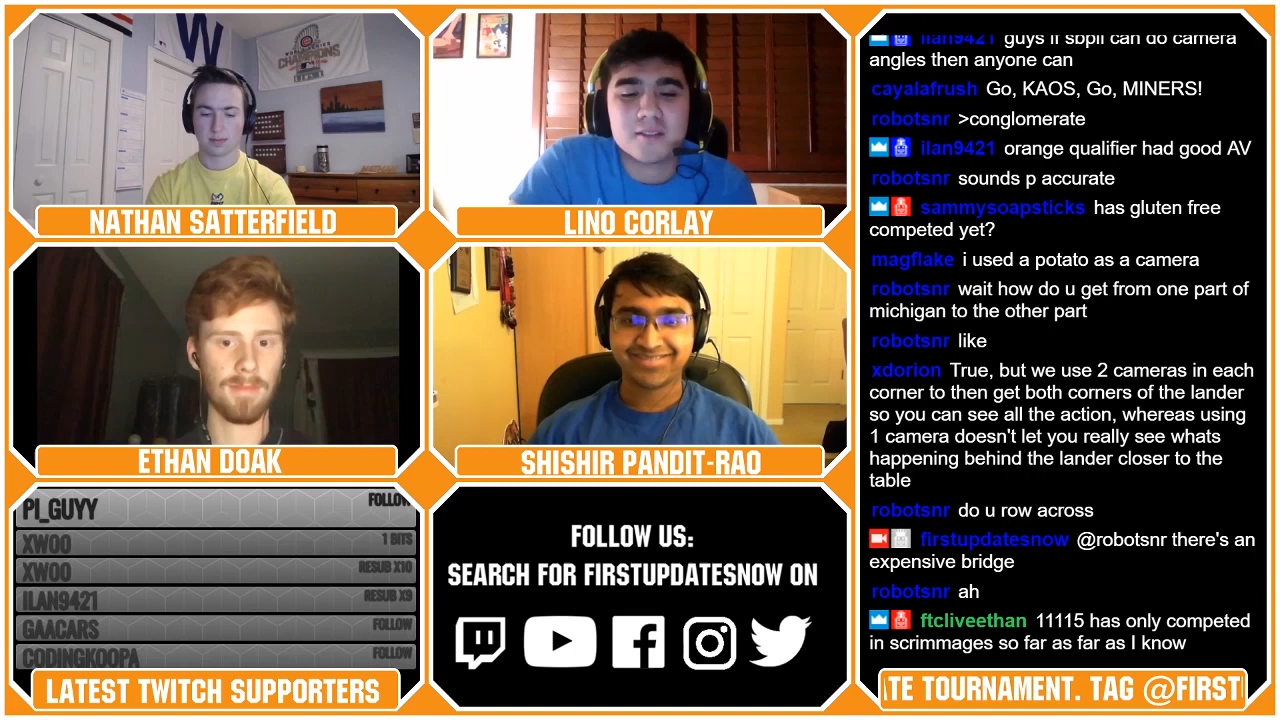 W
CHAMPIONS
NATHAN SATTERFIELD
LINO CORLAY
ETHAN DOAK
SHISHIR PANDIT-RAO
PI_GUYY FOLLOW
XWOO 1 BITS
XWOO RESUB X10
ILAN9421 RESUB X9
GAACARS FOLLOW
CODINGKOOPA FOLLOW
LATEST TWITCH SUPPORTERS
FOLLOW US:
SEARCH FOR FIRSTUPDATESNOW ON
ilan9421 guys if sbpli can do camera
angles then anyone can
cayalafrush Go, KAOS, Go, MINERS!
robotsnr >conglomerate
ilan9421 orange qualifier had good AV
robotsnr sounds p accurate
sammysoapsticks has gluten free
competed yet?
magflake i used a potato as a camera
robotsnr wait how do u get from one part of
michigan to the other part
robotsnr like
xdorion True, but we use 2 cameras in each
corner to then get both corners of the lander
so you can see all the action, whereas using
1 camera doesn't let you really see whats
happening behind the lander closer to the
table
robotsnr do u row across
firstupdatesnow @robotsnr there's an
expensive bridge
robotsnr ah
ftcliveethan 11115 has only competed
in scrimmages so far as far as I know
TE TOURNAMENT. TAG @FIRST